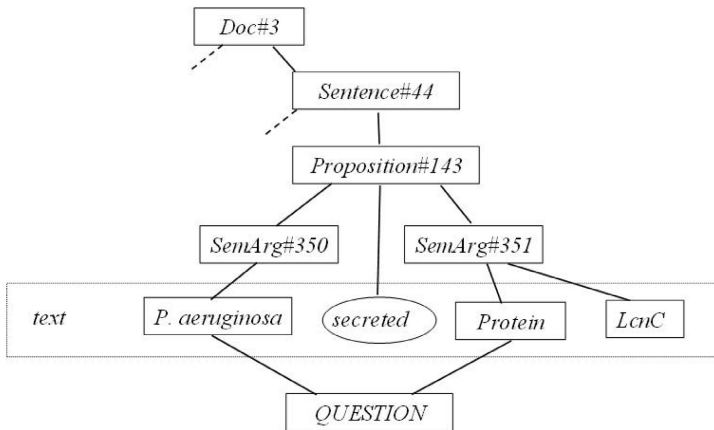 Doc#3
Sentence#44
Proposition#143
SemArg#350
SemArg#351
text
P. aeruginosa
secreted
Protein
LcnC
QUESTION